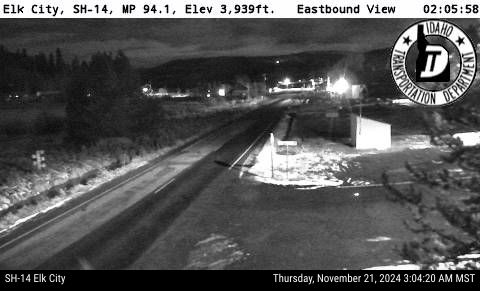 Elk City, SH-14, MP 94.1, Elev 3,939ft. Eastbound View 02:05:58
IDAHO
TRANSPORTATION DEPARTMENT
SH-14 Elk City Thursday, November 21, 2024 3:04:20 AM MST